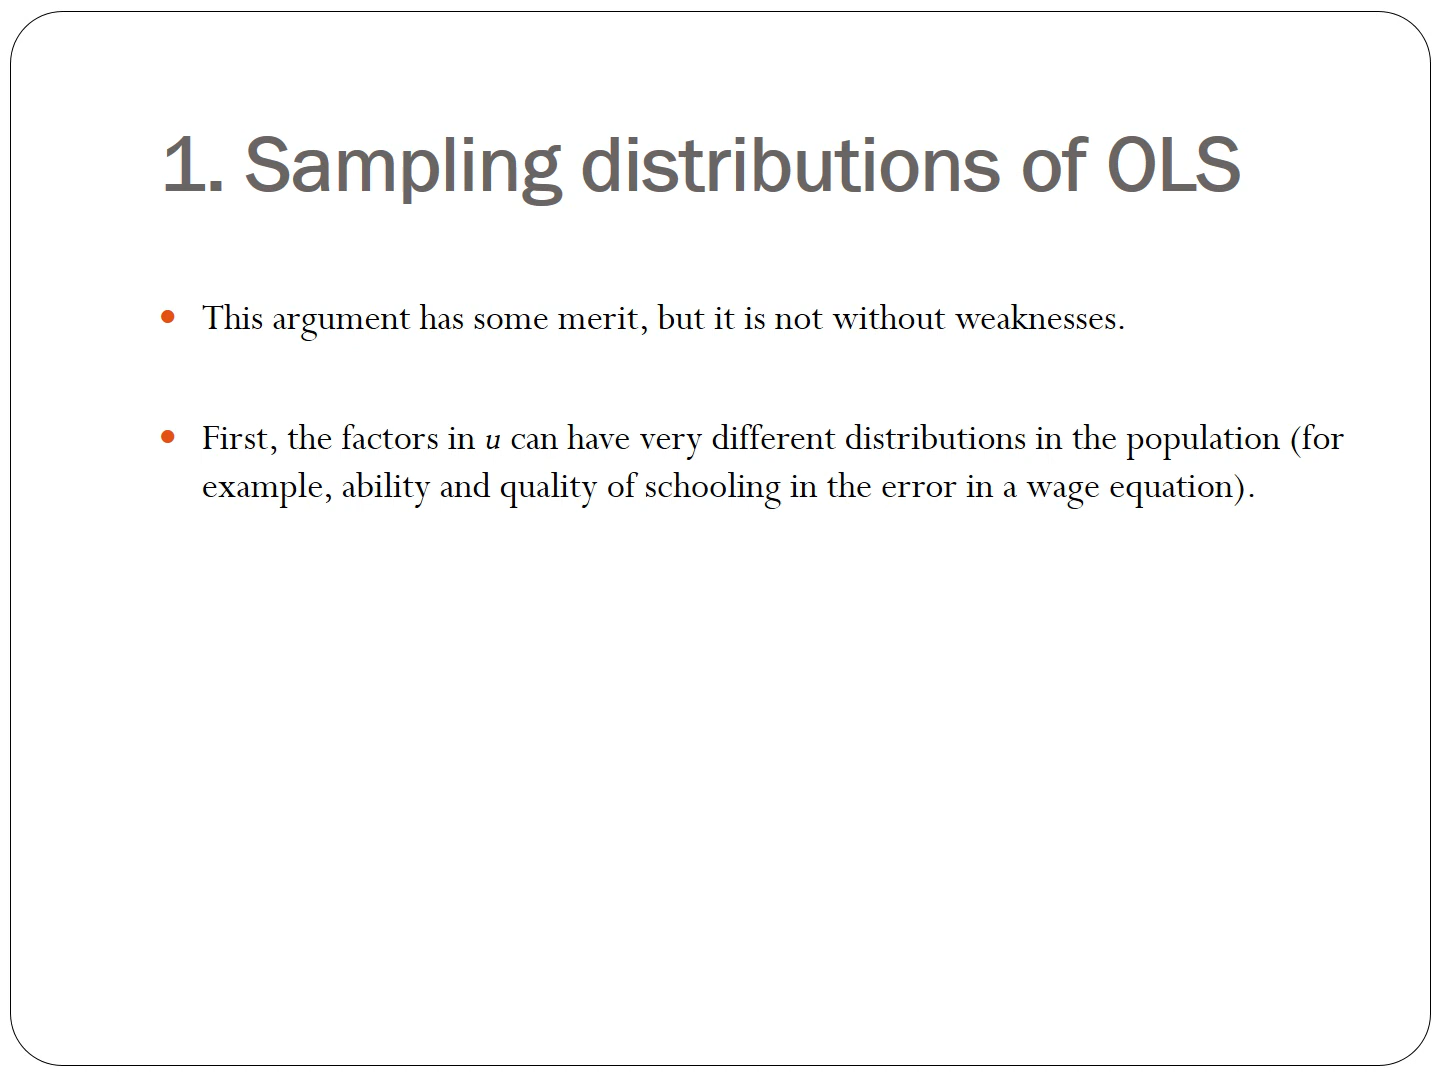 1. Sampling distributions of OLS
• This argument has some merit, but it is not without weaknesses.
• First, the factors in u can have very different distributions in the population (for
example, ability and quality of schooling in the error in a wage equation).